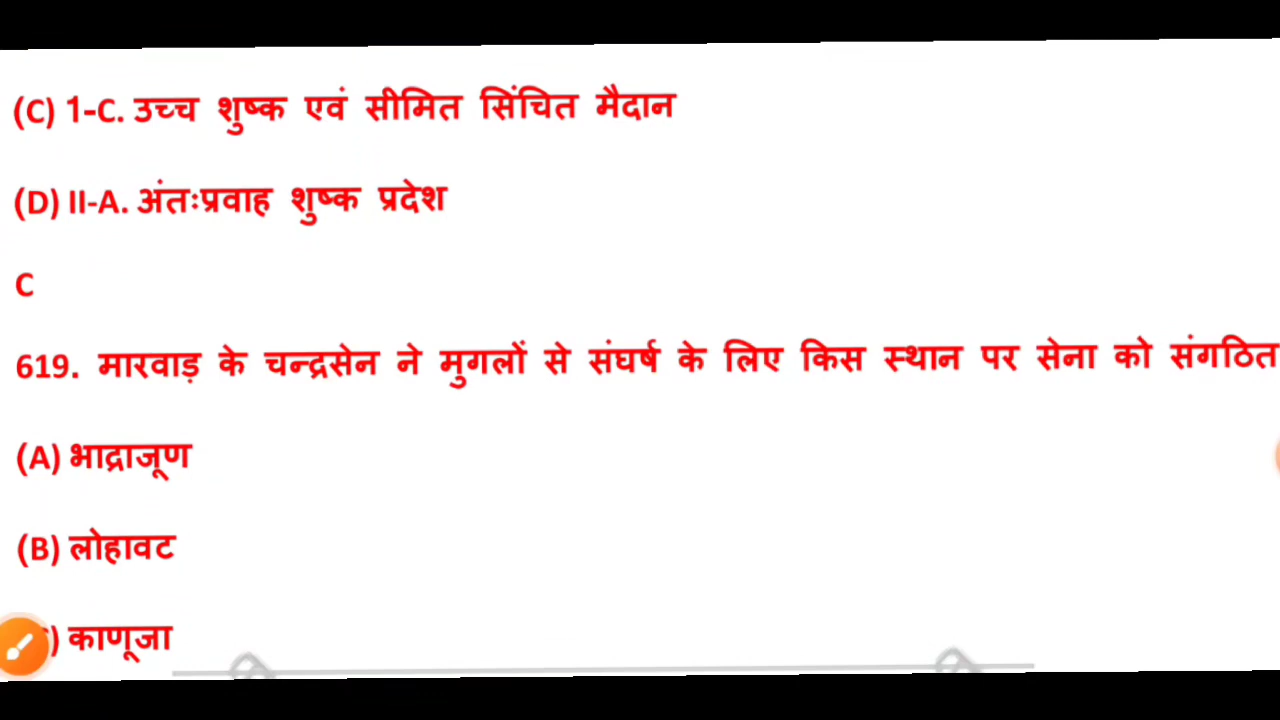 (C) 1-C. उच्च शुष्क एवं सीमित सिंचित मैदान
(D) II-A. अंतःप्रवाह शुष्क प्रदेश
C
619. मारवाड़ के चन्द्रसेन ने मुगलों से संघर्ष के लिए किस स्थान पर सेना को संगठित
(A) भाद्राजूण
(B) लोहावट
) काणूजा